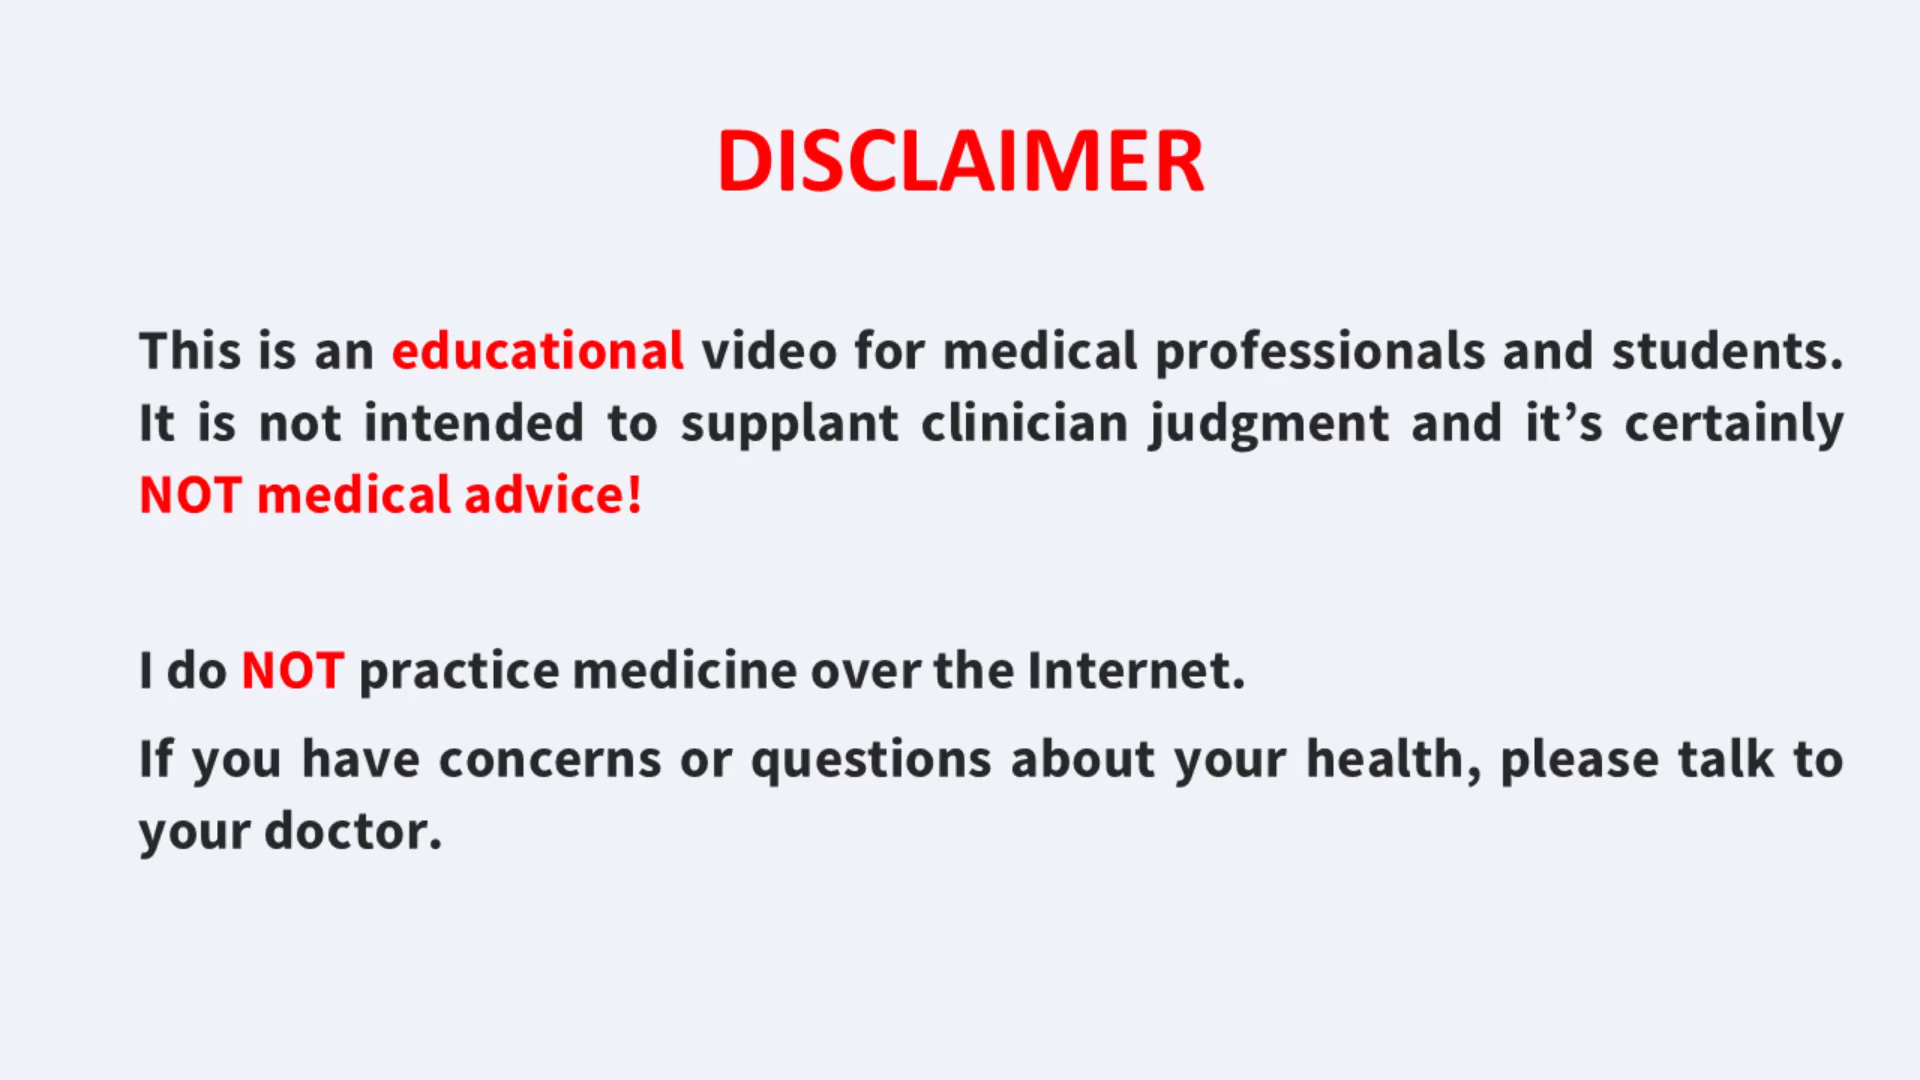 DISCLAIMER
This is an educational video for medical professionals and students.
It is not intended to supplant clinician judgment and it’s certainly
NOT medical advice!
I do NOT practice medicine over the Internet.
If you have concerns or questions about your health, please talk to
your doctor.